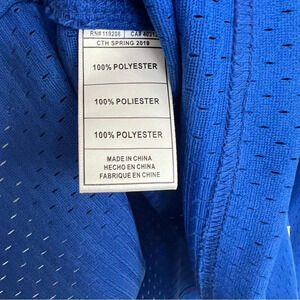 RN# 119206 CA#
CTH SPRING 2019
100% POLYESTER
100% POLIESTER
100% POLYESTER
MADE IN CHINA
HECHO EN CHINA
FABRIQUE EN CHINE